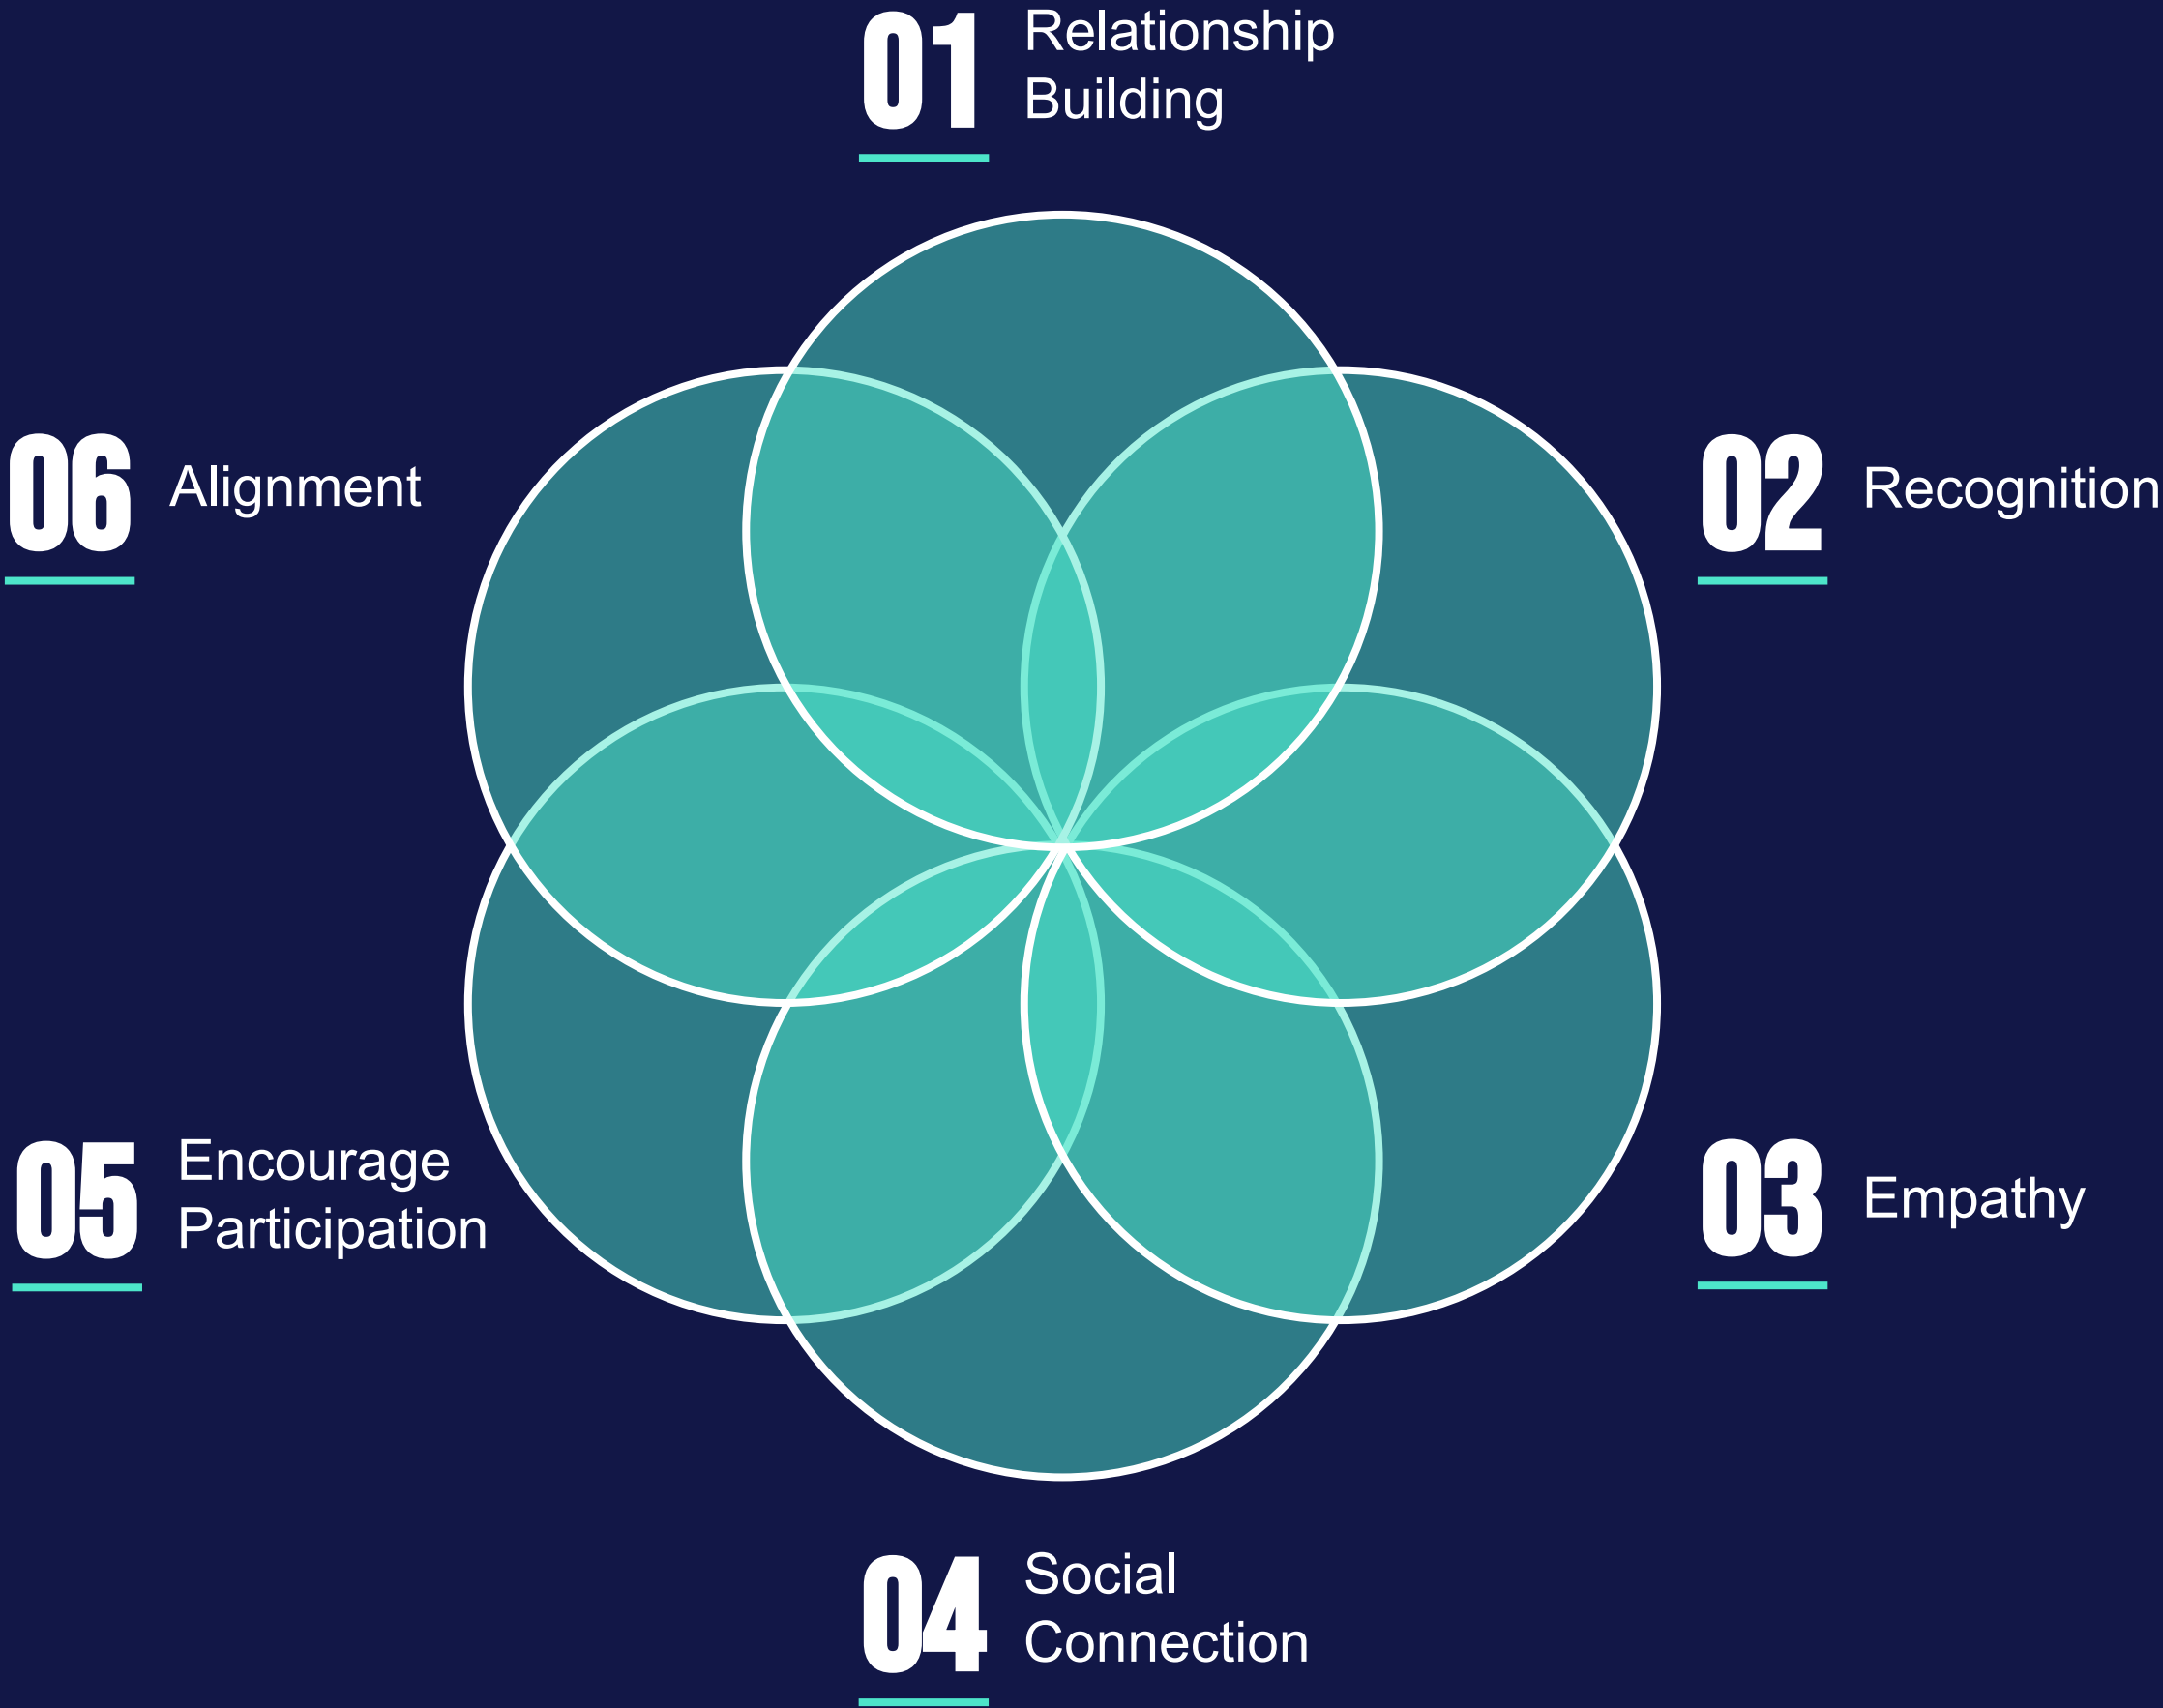 01
Relationship
Building
02
Recognition
03
Empathy
04
Social
Connection
05
Encourage
Participation
06
Alignment